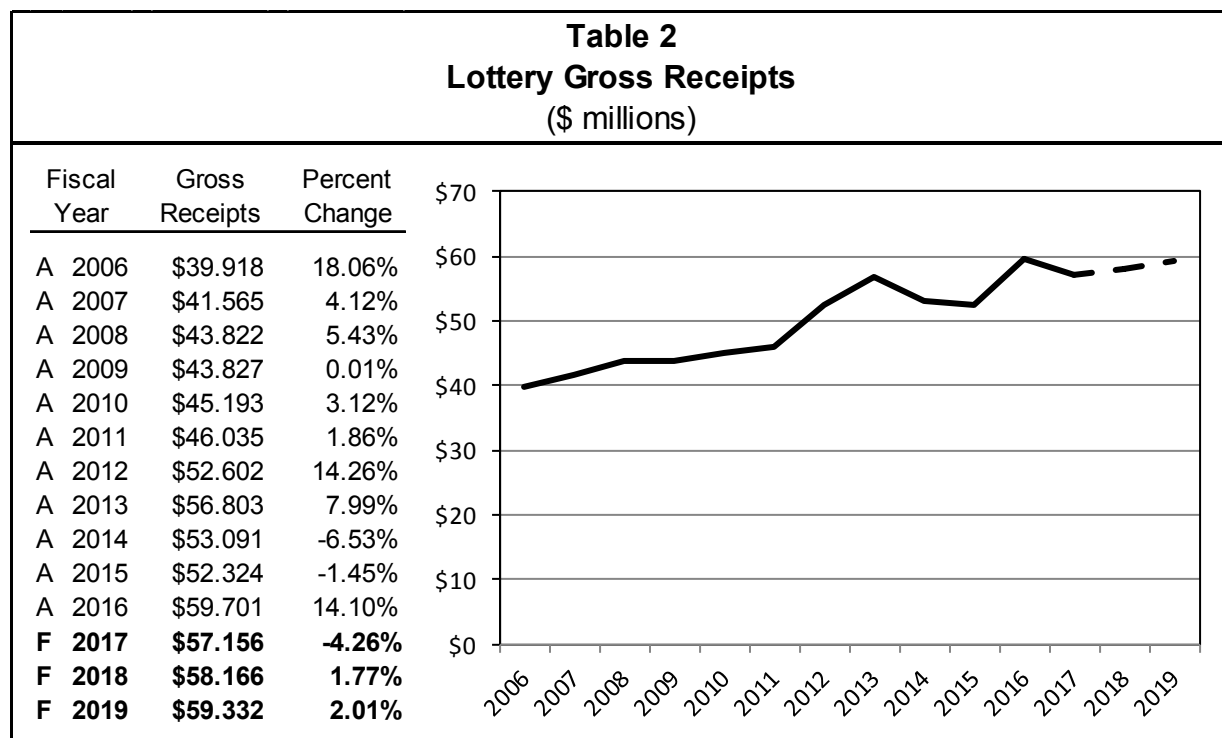 Table 2
Lottery Gross Receipts
($ millions)
Fiscal Gross Percent
Year Receipts Change
A 2006 $39.918 18.06%
A 2007 $41.565 4.12%
A 2008 $43.822 5.43%
A 2009 $43.827 0.01%
A 2010 $45.193 3.12%
A 2011 $46.035 1.86%
A 2012 $52.602 14.26%
A 2013 $56.803 7.99%
A 2014 $53.091 -6.53%
A 2015 $52.324 -1.45%
A 2016 $59.701 14.10%
F 2017 $57.156 -4.26%
F 2018 $58.166 1.77%
F 2019 $59.332 2.01%
$70
$60
$50
$40
$30
$20
$10
$0
2006 2007 2008 2009 2010 2011 2012 2013 2014 2015 2016 2017 2018 2019